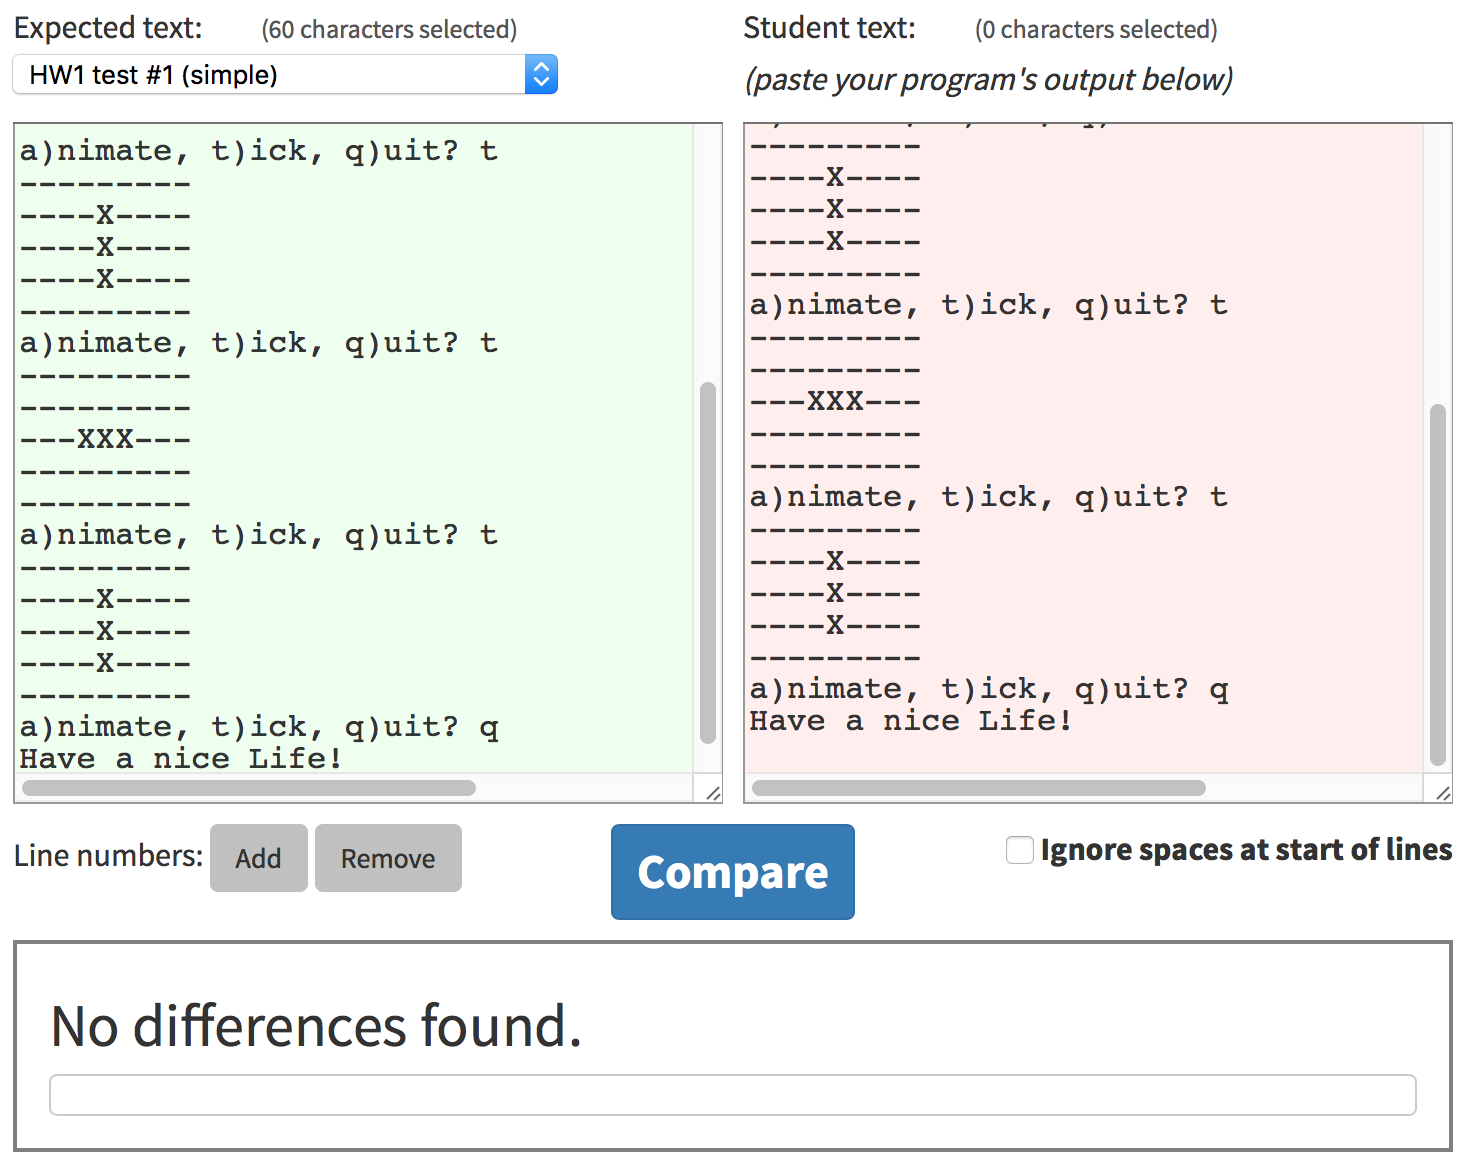 Expected text: (60 characters selected)
HW1 test #1 (simple)
a)nimate, t)ick, q)uit? t
---------
----X----
----X----
----X----
---------
a)nimate, t)ick, q)uit? t
---------
---------
---XXX---
---------
---------
a)nimate, t)ick, q)uit? t
---------
----X----
----X----
----X----
---------
a)nimate, t)ick, q)uit? q
Have a nice Life!
Student text: (0 characters selected)
(paste your program's output below)
---------
----X----
----X----
----X----
---------
a)nimate, t)ick, q)uit? t
---------
---------
---XXX---
---------
---------
a)nimate, t)ick, q)uit? t
---------
----X----
----X----
----X----
---------
a)nimate, t)ick, q)uit? q
Have a nice Life!
Line numbers: Add Remove
Compare
Ignore spaces at start of lines
No differences found.